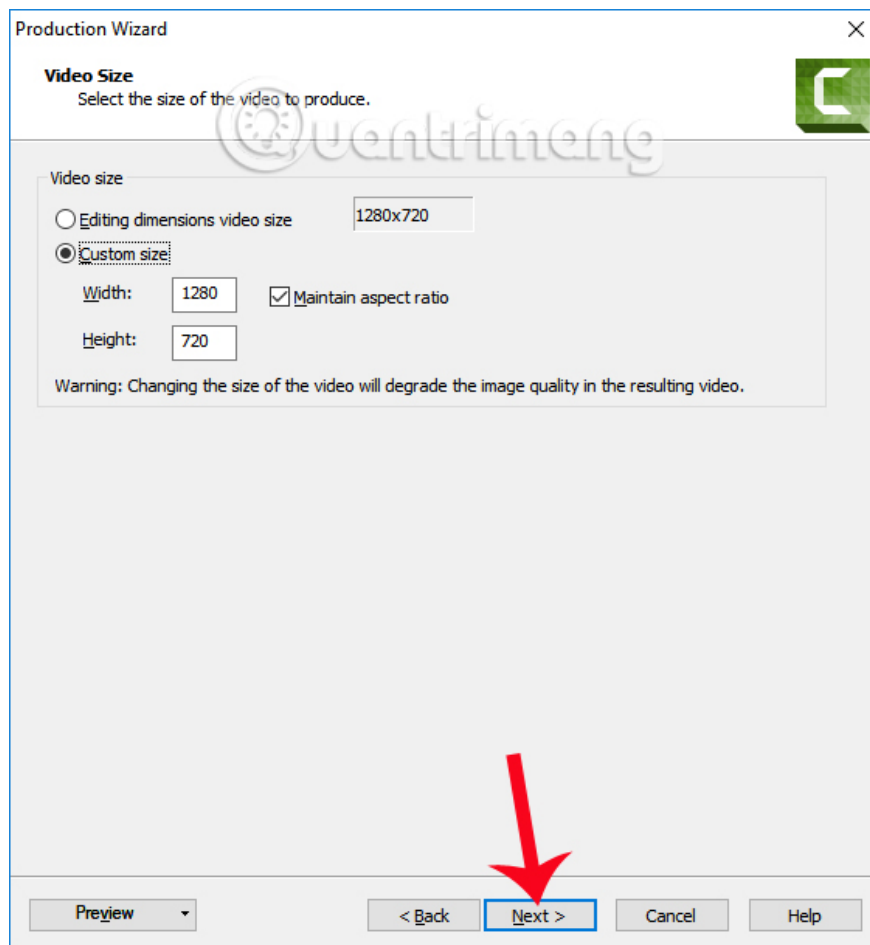 Production Wizard
Video Size
Select the size of the video to produce.
Quantrimang
Video size
Editing dimensions video size 1280x720
Custom size
Width: 1280 Maintain aspect ratio
Height: 720
Warning: Changing the size of the video will degrade the image quality in the resulting video.
Preview < Back Next > Cancel Help